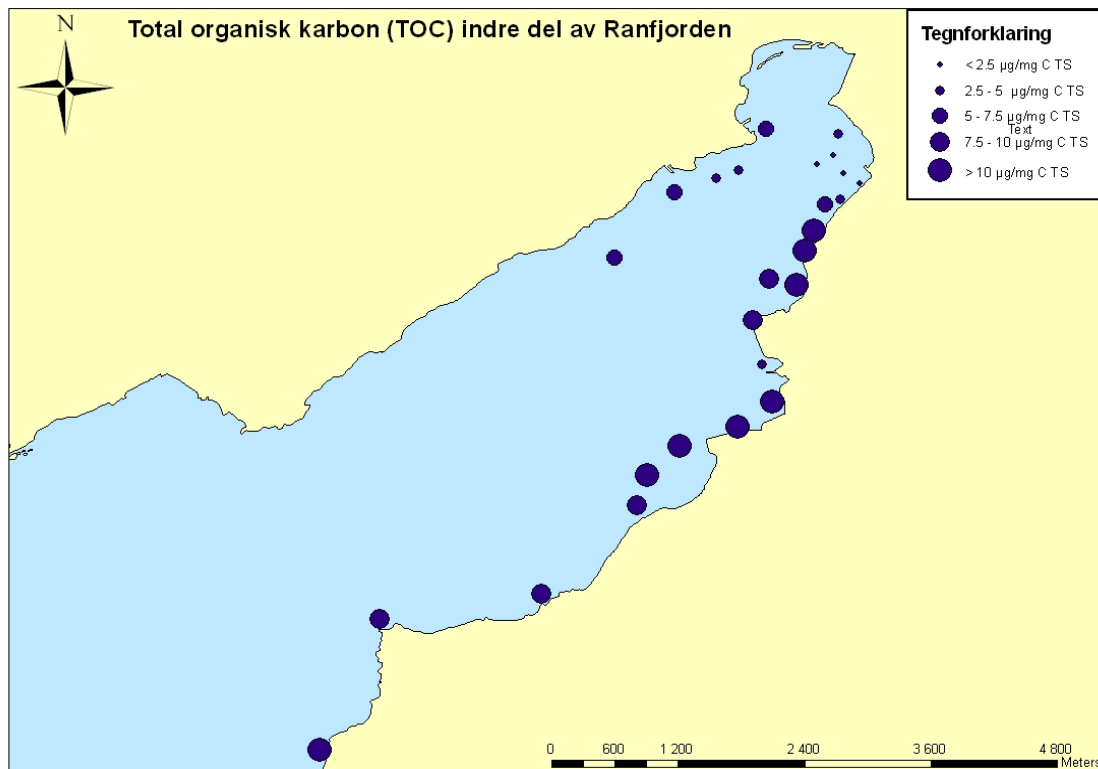 N
Total organisk karbon (TOC) indre del av Ranfjorden
Tegnforklaring
< 2.5 µg/mg C TS
2.5 - 5 µg/mg C TS
5 - 7.5 µg/mg C TS
Text
7.5 - 10 µg/mg C TS
> 10 µg/mg C TS
0 600 1 200 2 400 3 600 4 800
Meters